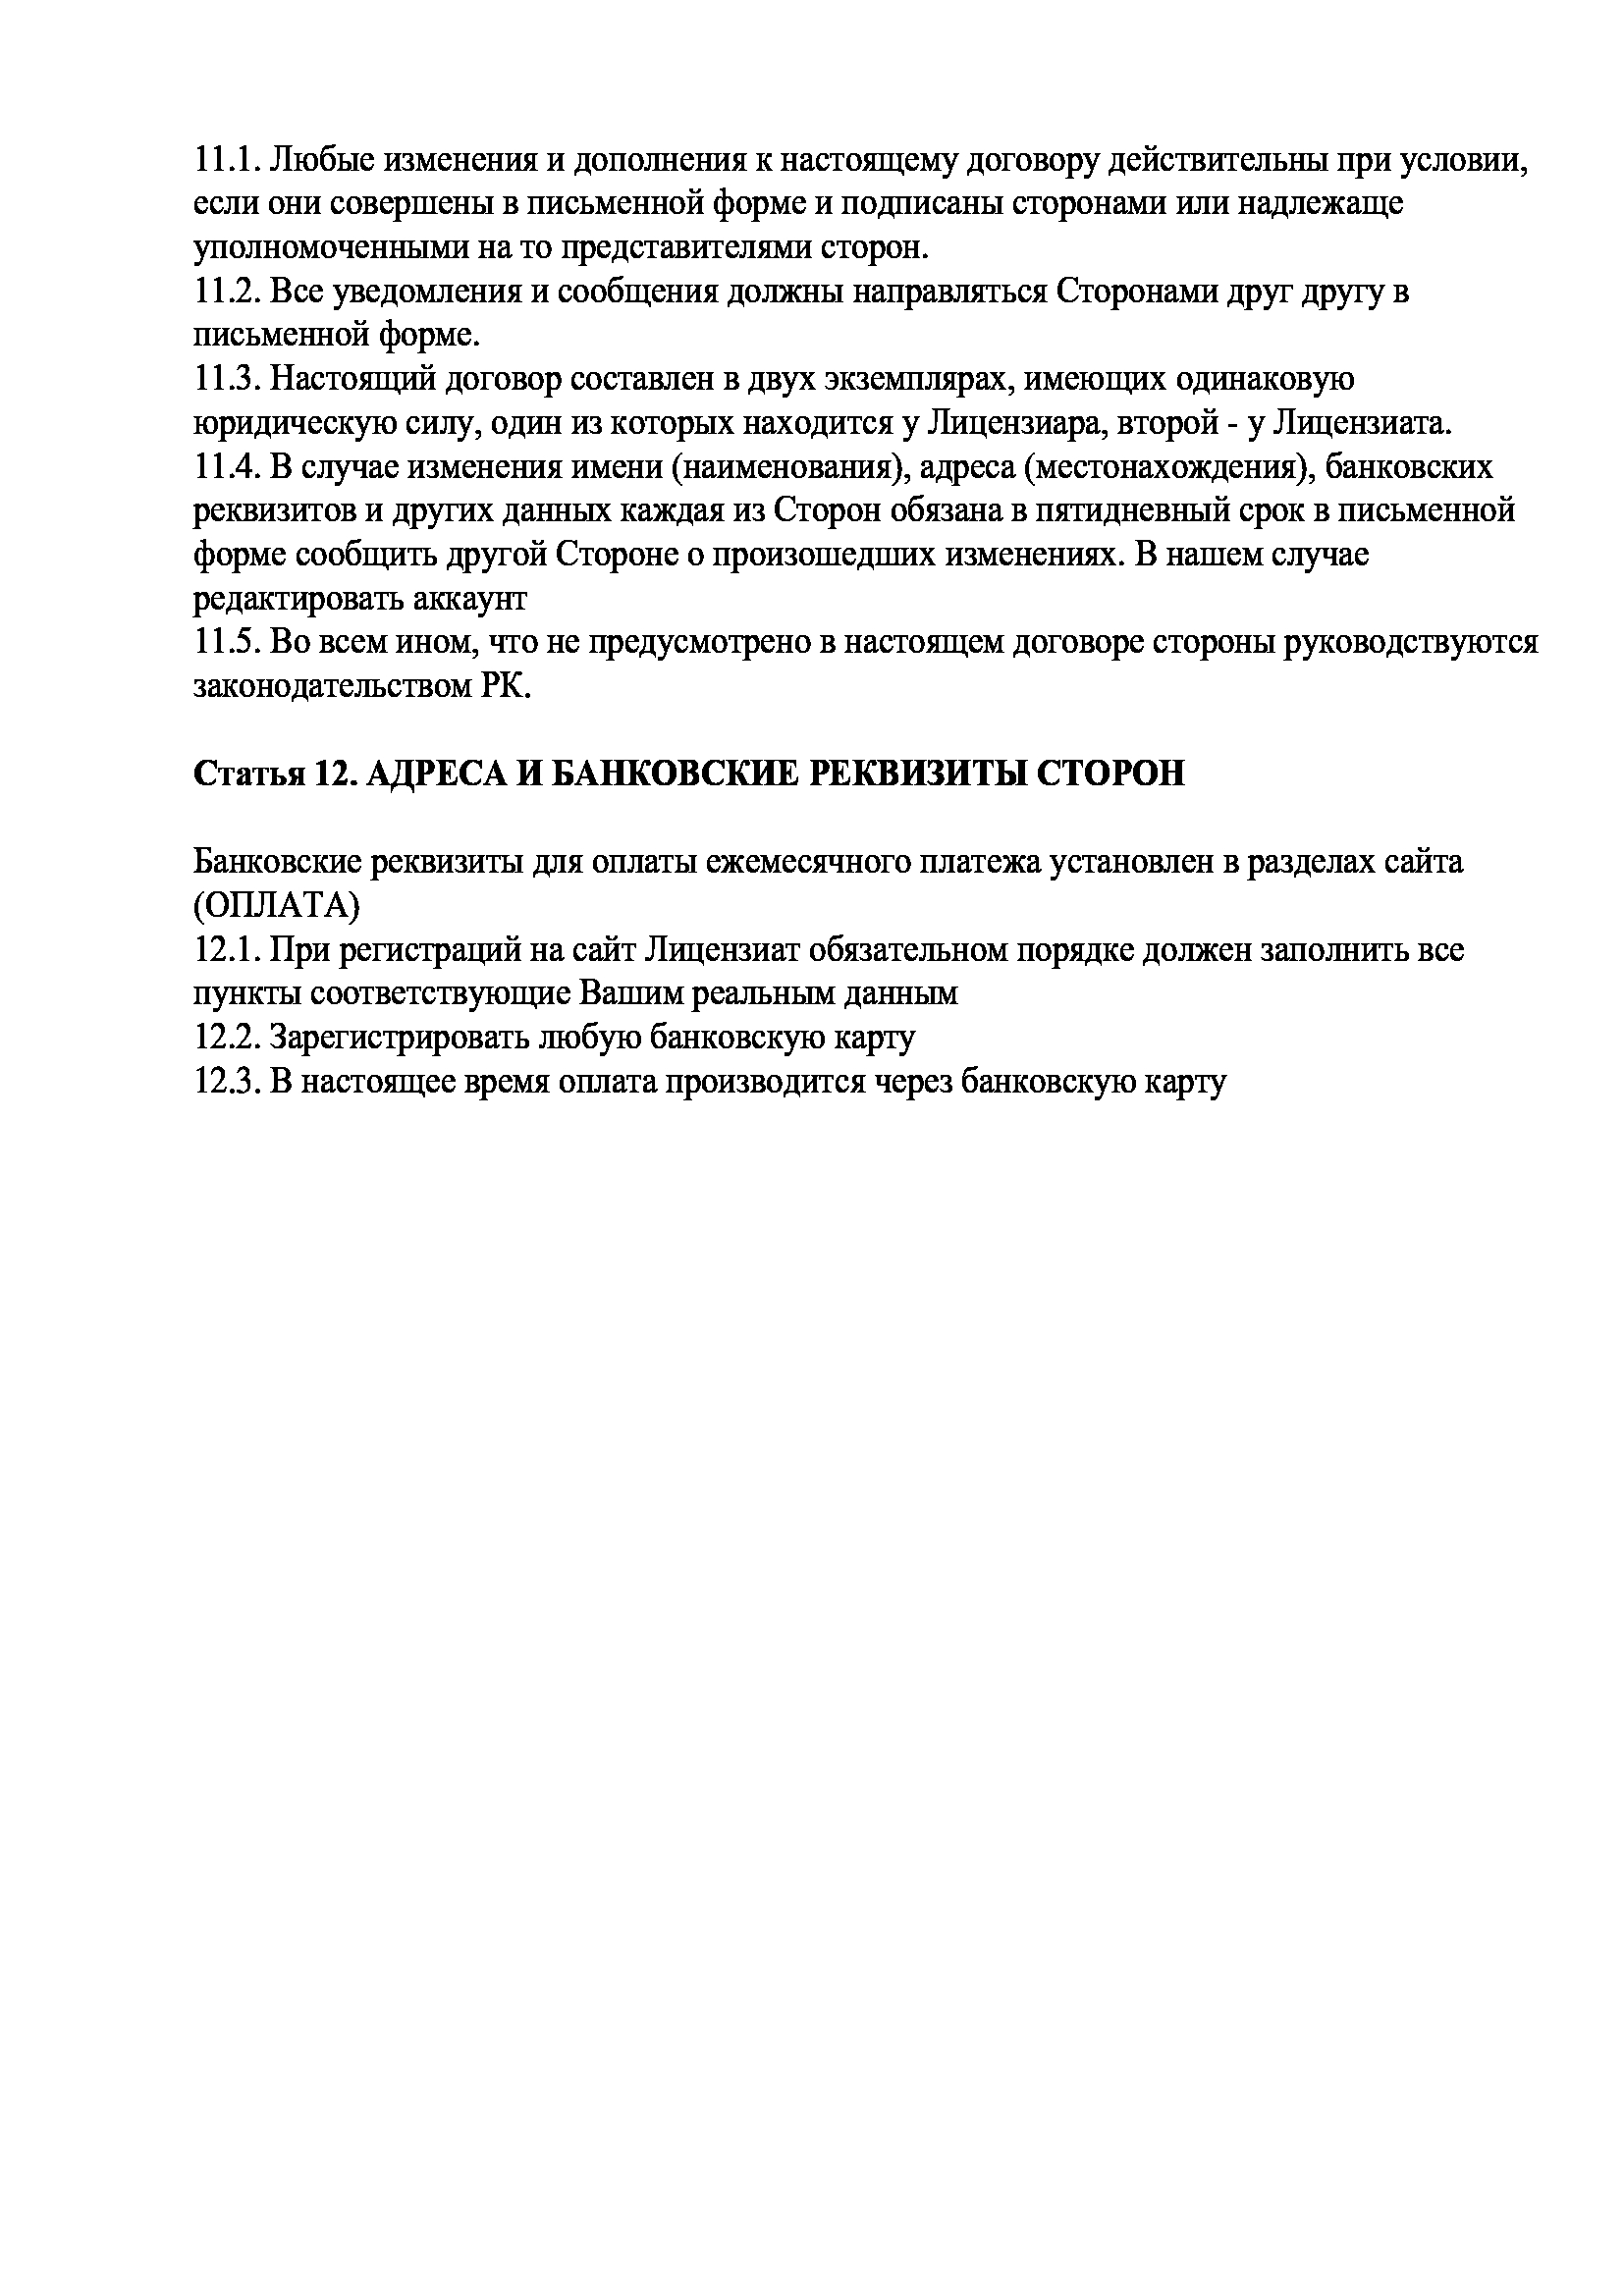 11.1. Любые изменения и дополнения к настоящему договору действительны при условии,
если они совершены в письменной форме и подписаны сторонами или надлежаще
уполномоченными на то представителями сторон.
11.2. Все уведомления и сообщения должны направляться Сторонами друг другу в
письменной форме.
11.3. Настоящий договор составлен в двух экземплярах, имеющих одинаковую
юридическую силу, один из которых находится у Лицензиара, второй - у Лицензиата.
11.4. В случае изменения имени (наименования), адреса (местонахождения), банковских
реквизитов и других данных каждая из Сторон обязана в пятидневный срок в письменной
форме сообщить другой Стороне о произошедших изменениях. В нашем случае
редактировать аккаунт
11.5. Во всем ином, что не предусмотрено в настоящем договоре стороны руководствуются
законодательством РК.
Статья 12. АДРЕСА И БАНКОВСКИЕ РЕКВИЗИТЫ СТОРОН
Банковские реквизиты для оплаты ежемесячного платежа установлен в разделах сайта
(ОПЛАТА)
12.1. При регистраций на сайт Лицензиат обязательном порядке должен заполнить все
пункты соответствующие Вашим реальным данным
12.2. Зарегистрировать любую банковскую карту
12.3. В настоящее время оплата производится через банковскую карту